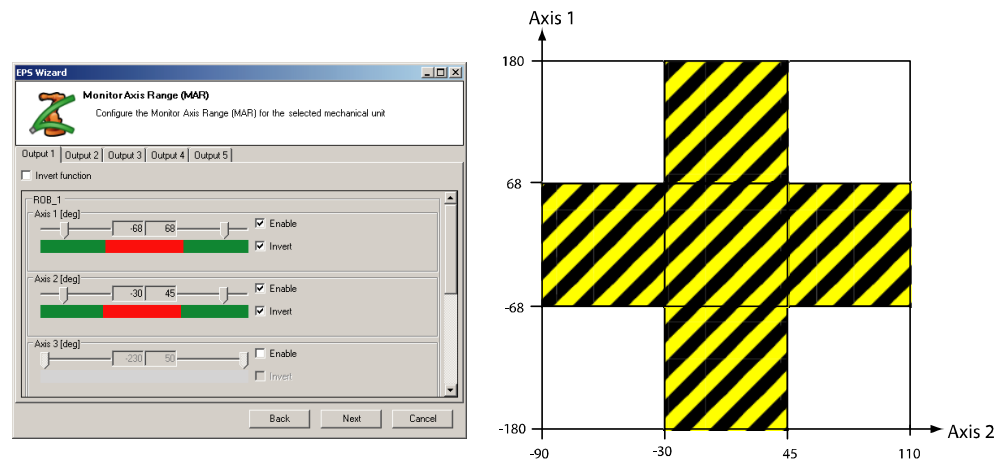 EPS Wizard
Monitor Axis Range (MAR)
Configure the Monitor Axis Range (MAR) for the selected mechanical unit
Output 1 Output 2 Output 3 Output 4 Output 5
Invert function
ROB_1
Axis 1 [deg]
-68 68 Enable
Invert
Axis 2 [deg]
-30 45 Enable
Invert
Axis 3 [deg]
-230 50 Enable
Invert
Back Next Cancel
Axis 1
180
68
-68
-180
Axis 2
-90 -30 45 110